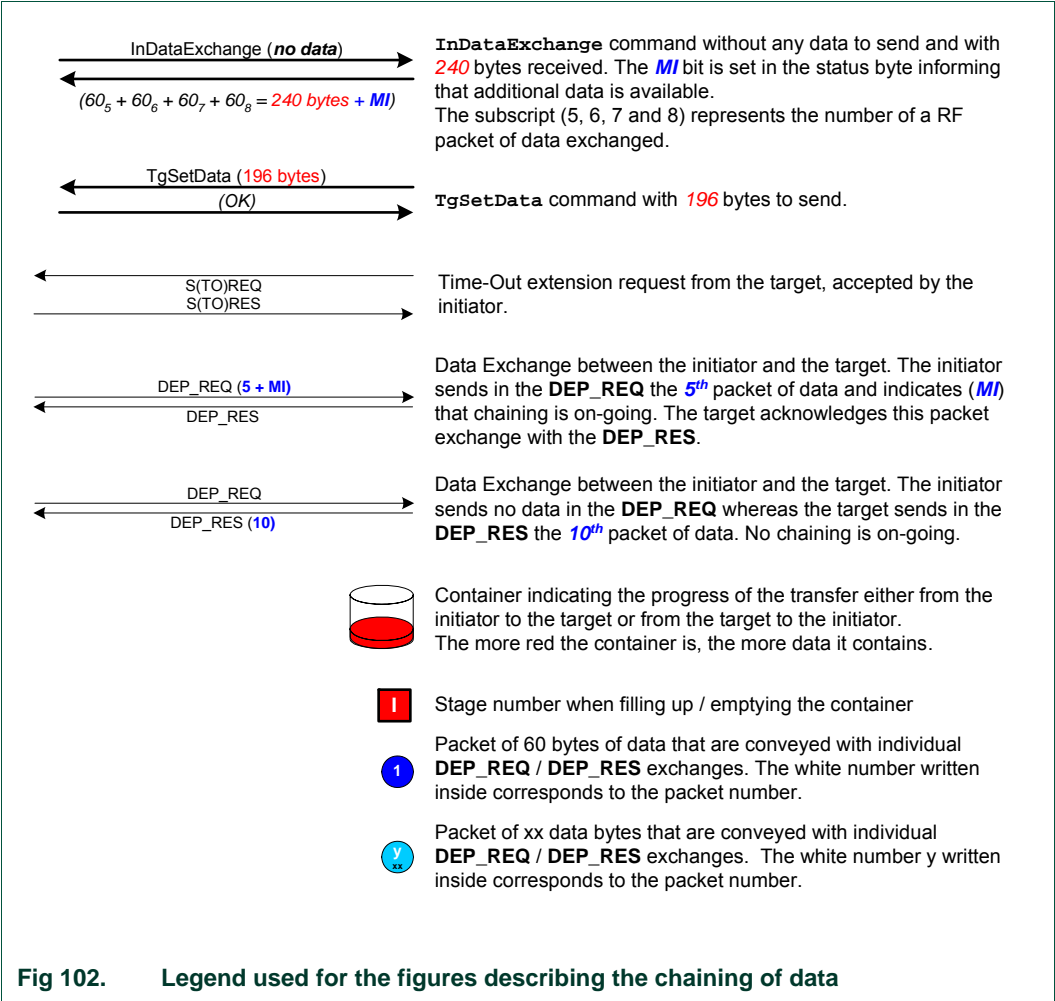 InDataExchange (no data)
(60₅ + 60₆ + 60₇ + 60₈ = 240 bytes + MI)
InDataExchange command without any data to send and with
240 bytes received. The MI bit is set in the status byte informing
that additional data is available.
The subscript (5, 6, 7 and 8) represents the number of a RF
packet of data exchanged.
TgSetData (196 bytes)
(OK)
TgSetData command with 196 bytes to send.
S(TO)REQ
S(TO)RES
Time-Out extension request from the target, accepted by the
initiator.
DEP_REQ (5 + MI)
DEP_RES
Data Exchange between the initiator and the target. The initiator
sends in the DEP_REQ the 5th packet of data and indicates (MI)
that chaining is on-going. The target acknowledges this packet
exchange with the DEP_RES.
DEP_REQ
DEP_RES (10)
Data Exchange between the initiator and the target. The initiator
sends no data in the DEP_REQ whereas the target sends in the
DEP_RES the 10th packet of data. No chaining is on-going.
Container indicating the progress of the transfer either from the
initiator to the target or from the target to the initiator.
The more red the container is, the more data it contains.
I
Stage number when filling up / emptying the container
1
Packet of 60 bytes of data that are conveyed with individual
DEP_REQ / DEP_RES exchanges. The white number written
inside corresponds to the packet number.
y
xx
Packet of xx data bytes that are conveyed with individual
DEP_REQ / DEP_RES exchanges.  The white number y written
inside corresponds to the packet number.
Fig 102. Legend used for the figures describing the chaining of data